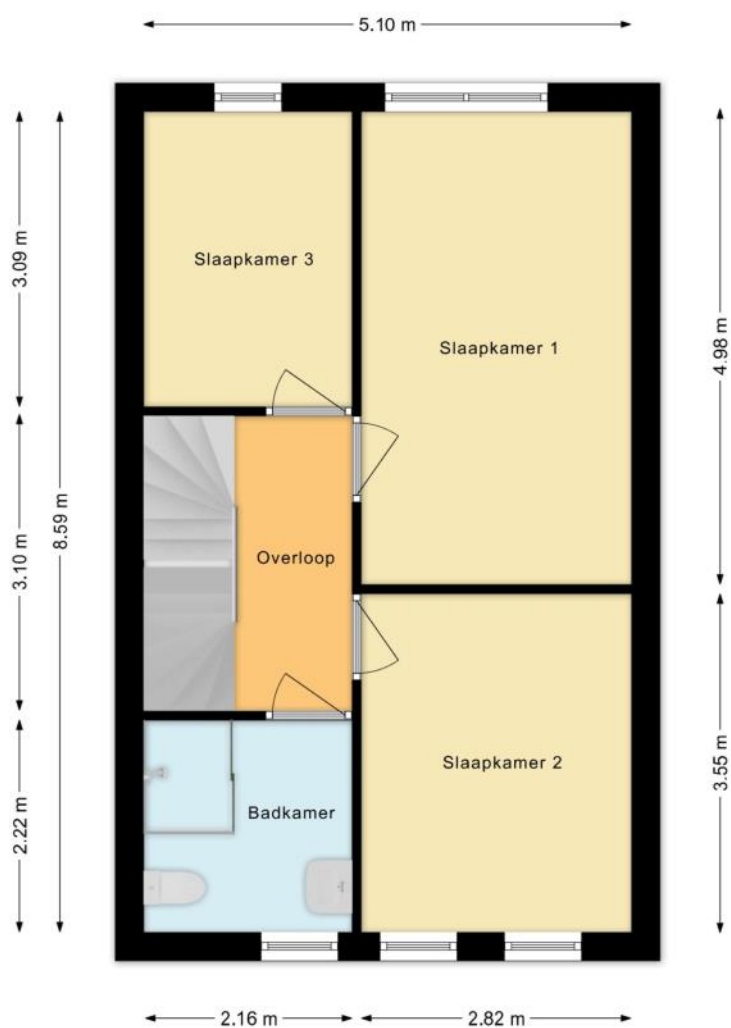 5.10 m
3.09 m
8.59 m
3.10 m
2.22 m
4.98 m
3.55 m
Slaapkamer 3
Slaapkamer 1
Overloop
Slaapkamer 2
Badkamer
2.16 m
2.82 m